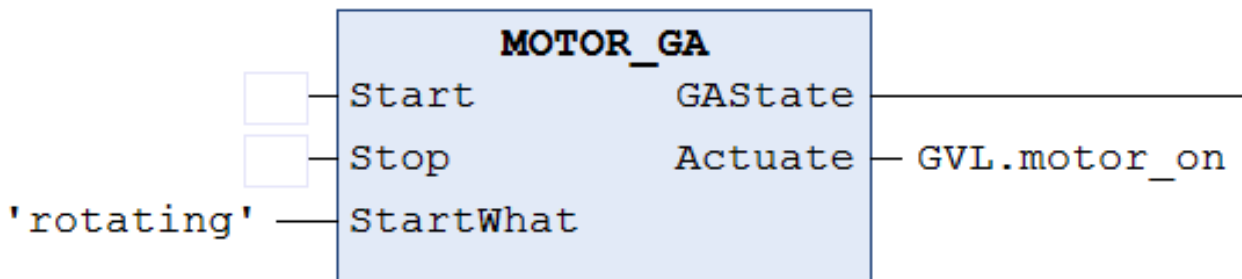 MOTOR_GA
Start GAState
Stop Actuate GVL.motor_on
'rotating' StartWhat